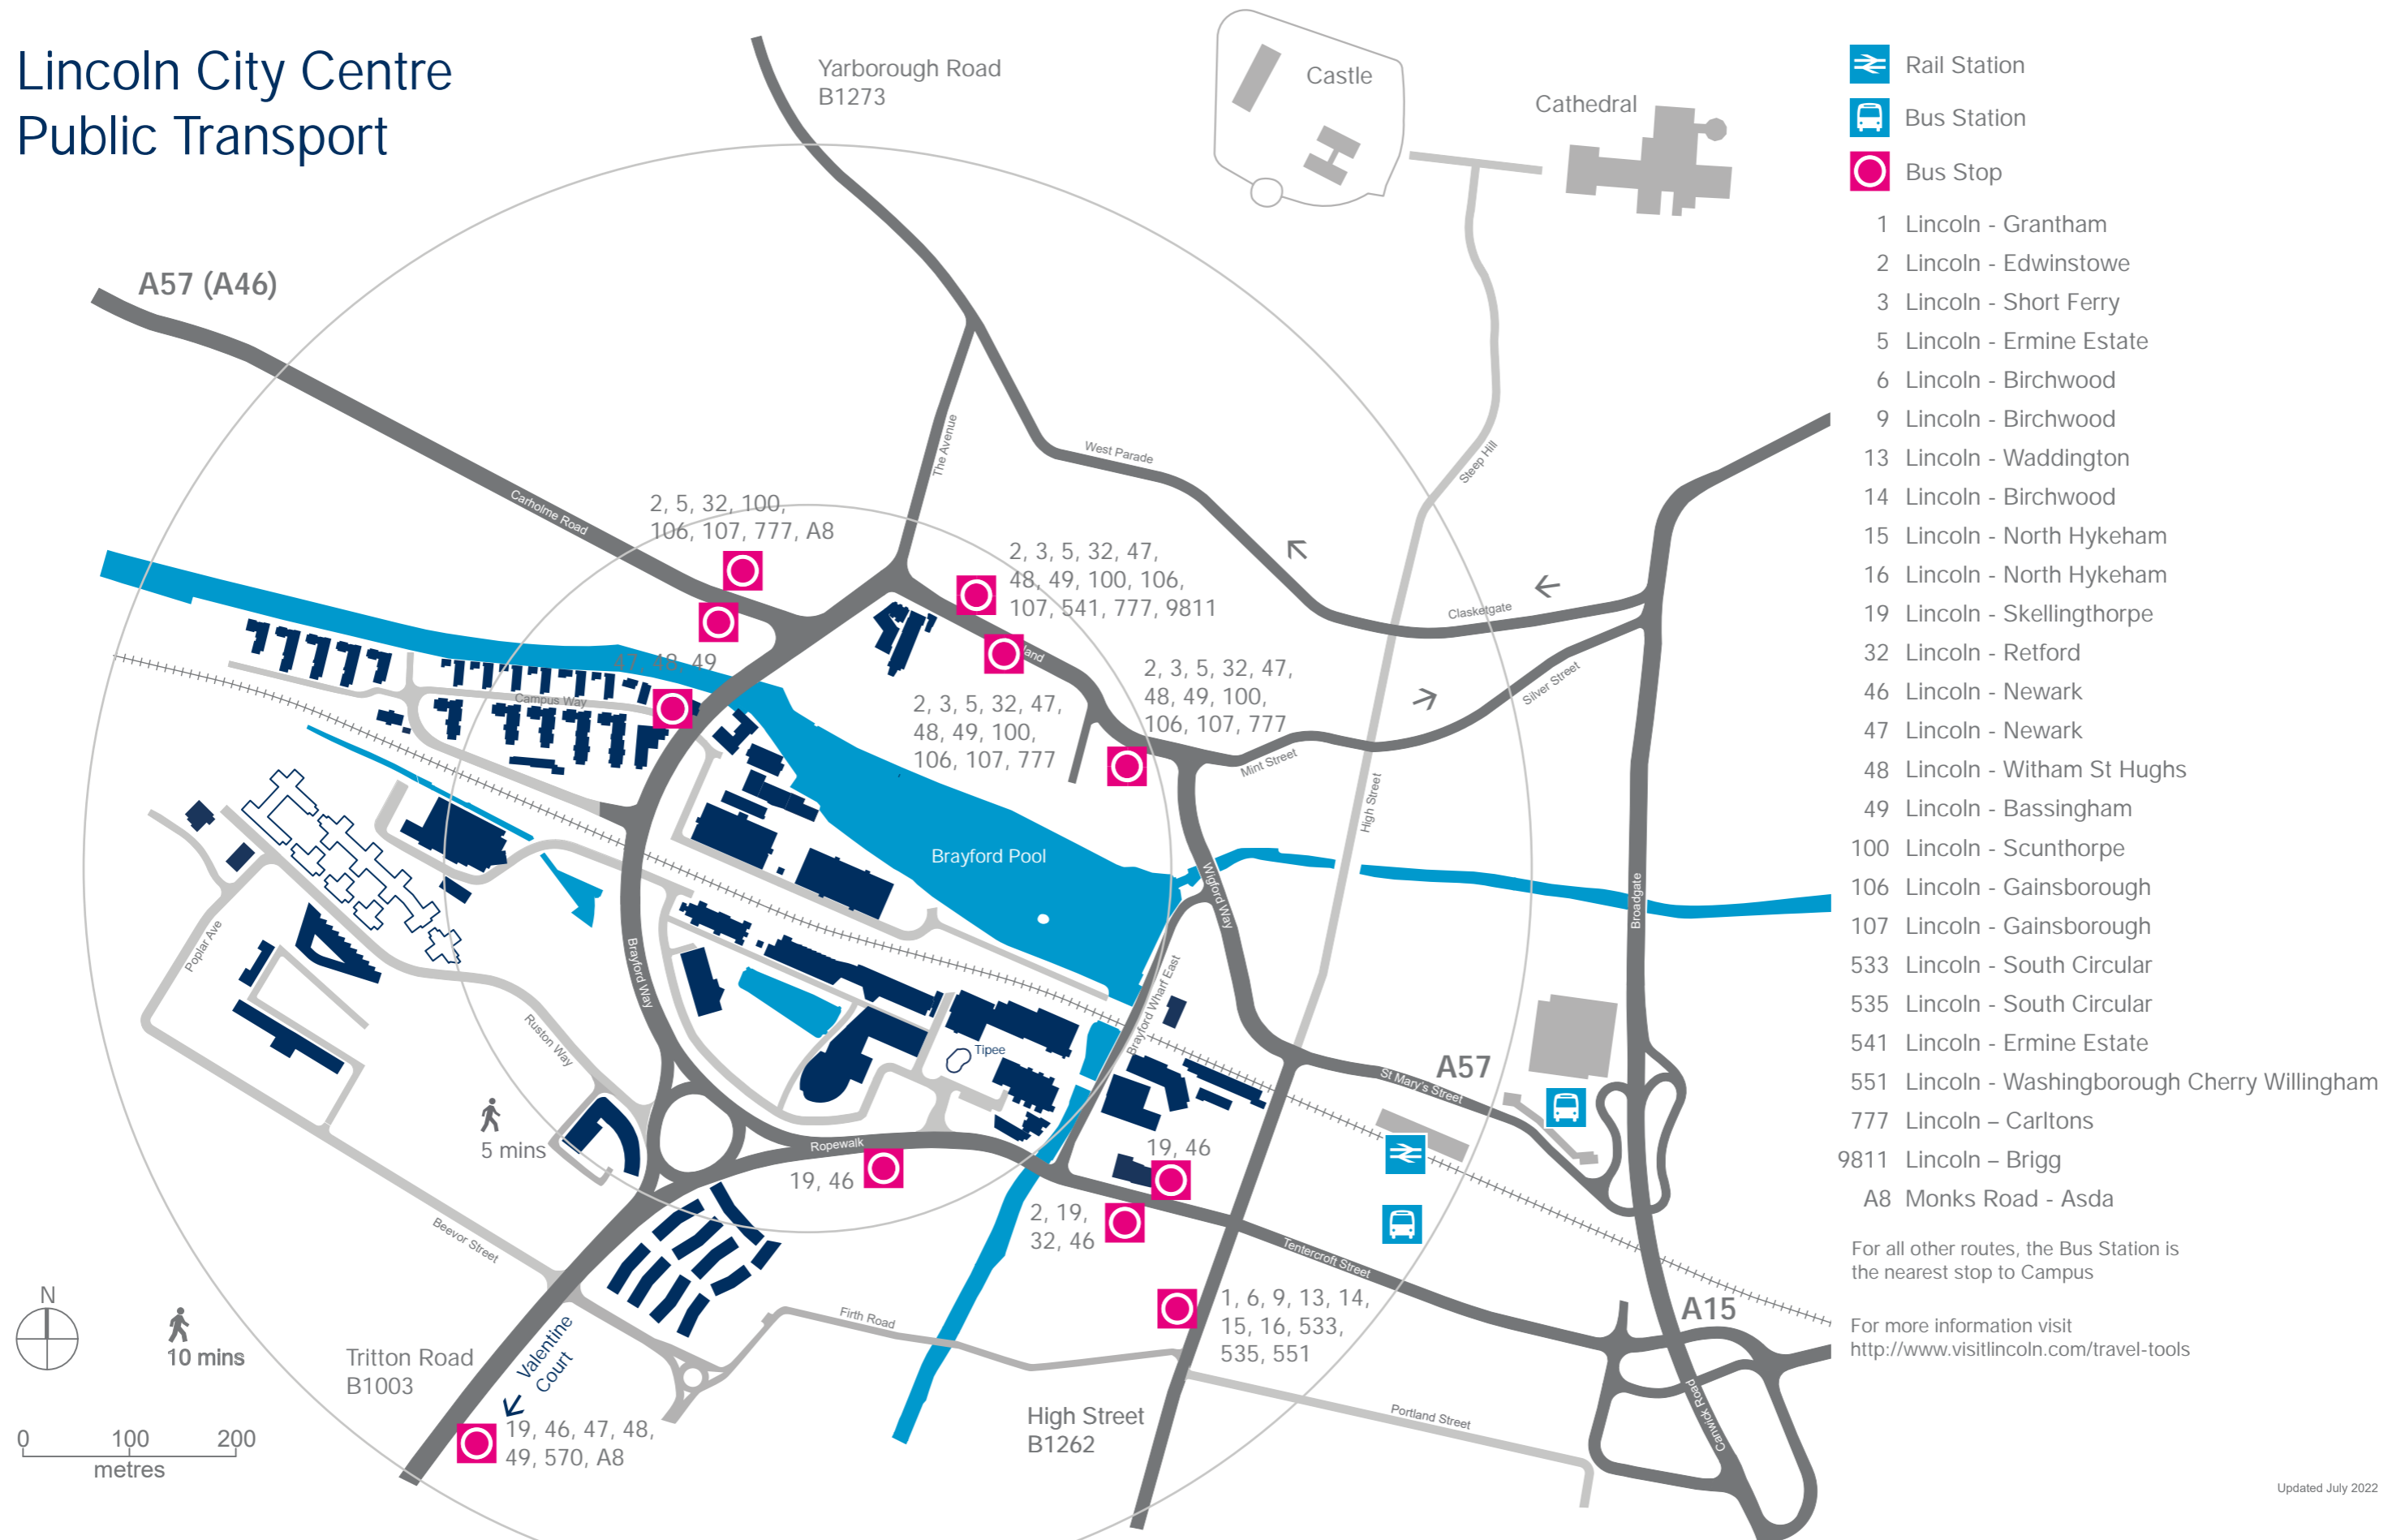 Lincoln City Centre
Public Transport
Yarborough Road
B1273
Castle
Cathedral
A57 (A46)
Carholme Road
The Avenue
West Parade
Steep Hill
Clasketgate
Silver Street
Mint Street
High Street
2, 5, 32, 100,
106, 107, 777, A8
2, 3, 5, 32, 47,
48, 49, 100, 106,
107, 541, 777, 9811
47, 48, 49
Campus Way
2, 3, 5, 32, 47,
48, 49, 100,
106, 107, 777
2, 3, 5, 32, 47,
48, 49, 100,
106, 107, 777
Brayford Pool
Wigford Way
Broadgate
Poplar Ave
Brayford Way
Ruston Way
Brayford Wharf East
Tipee
A57
St Mary's Street
5 mins
Ropewalk
19, 46
19, 46
2, 19,
32, 46
Beevor Street
Tentercroft Street
Firth Road
1, 6, 9, 13, 14,
15, 16, 533,
535, 551
A15
Canwick Road
Portland Street
High Street
B1262
Valentine
Court
Tritton Road
B1003
19, 46, 47, 48,
49, 570, A8
N
10 mins
0 100 200
metres
Rail Station
Bus Station
Bus Stop
1 Lincoln - Grantham
2 Lincoln - Edwinstowe
3 Lincoln - Short Ferry
5 Lincoln - Ermine Estate
6 Lincoln - Birchwood
9 Lincoln - Birchwood
13 Lincoln - Waddington
14 Lincoln - Birchwood
15 Lincoln - North Hykeham
16 Lincoln - North Hykeham
19 Lincoln - Skellingthorpe
32 Lincoln - Retford
46 Lincoln - Newark
47 Lincoln - Newark
48 Lincoln - Witham St Hughs
49 Lincoln - Bassingham
100 Lincoln - Scunthorpe
106 Lincoln - Gainsborough
107 Lincoln - Gainsborough
533 Lincoln - South Circular
535 Lincoln - South Circular
541 Lincoln - Ermine Estate
551 Lincoln - Washingborough Cherry Willingham
777 Lincoln – Carltons
9811 Lincoln – Brigg
A8 Monks Road - Asda
For all other routes, the Bus Station is
the nearest stop to Campus
For more information visit
http://www.visitlincoln.com/travel-tools
Updated July 2022